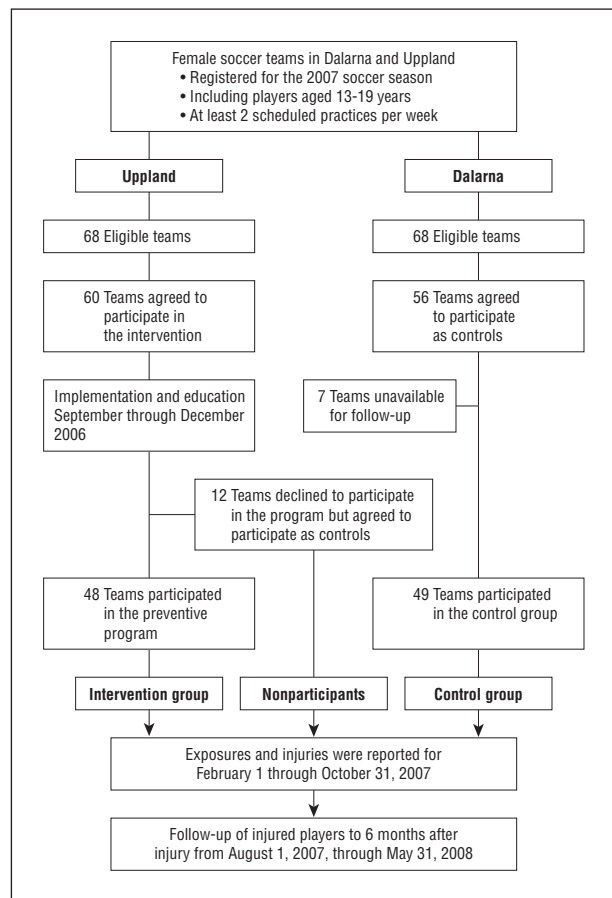 Female soccer teams in Dalarna and Uppland
• Registered for the 2007 soccer season
• Including players aged 13-19 years
• At least 2 scheduled practices per week
Uppland
Dalarna
68 Eligible teams
68 Eligible teams
60 Teams agreed to
participate in
the intervention
56 Teams agreed
to participate
as controls
Implementation and education
September through December
2006
7 Teams unavailable
for follow-up
12 Teams declined to participate
in the program but agreed to
participate as controls
48 Teams participated
in the preventive
program
49 Teams participated
in the control group
Intervention group
Nonparticipants
Control group
Exposures and injuries were reported for
February 1 through October 31, 2007
Follow-up of injured players to 6 months after
injury from August 1, 2007, through May 31, 2008